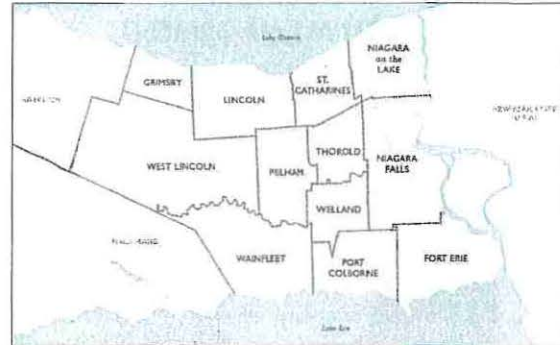 Lake Ontario
NIAGARA
on the
LAKE
GRIMSBY
ST.
CATHARINES
LINCOLN
HAMILTON
NEW YORK STATE
THOROLD
WEST LINCOLN
PELHAM
NIAGARA
FALLS
WELLAND
HALDIMAND
WAINFLEET
PORT
COLBORNE
FORT ERIE
Lake Erie